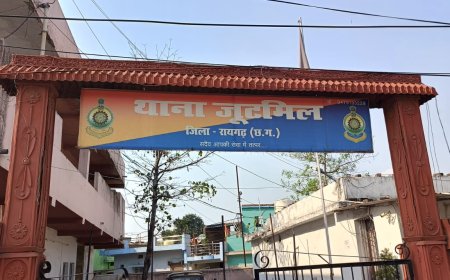 थाना जूटमिल
जिला - रायगढ़ (छ.ग.)
सदैव आपकी सेवा में तत्पर...